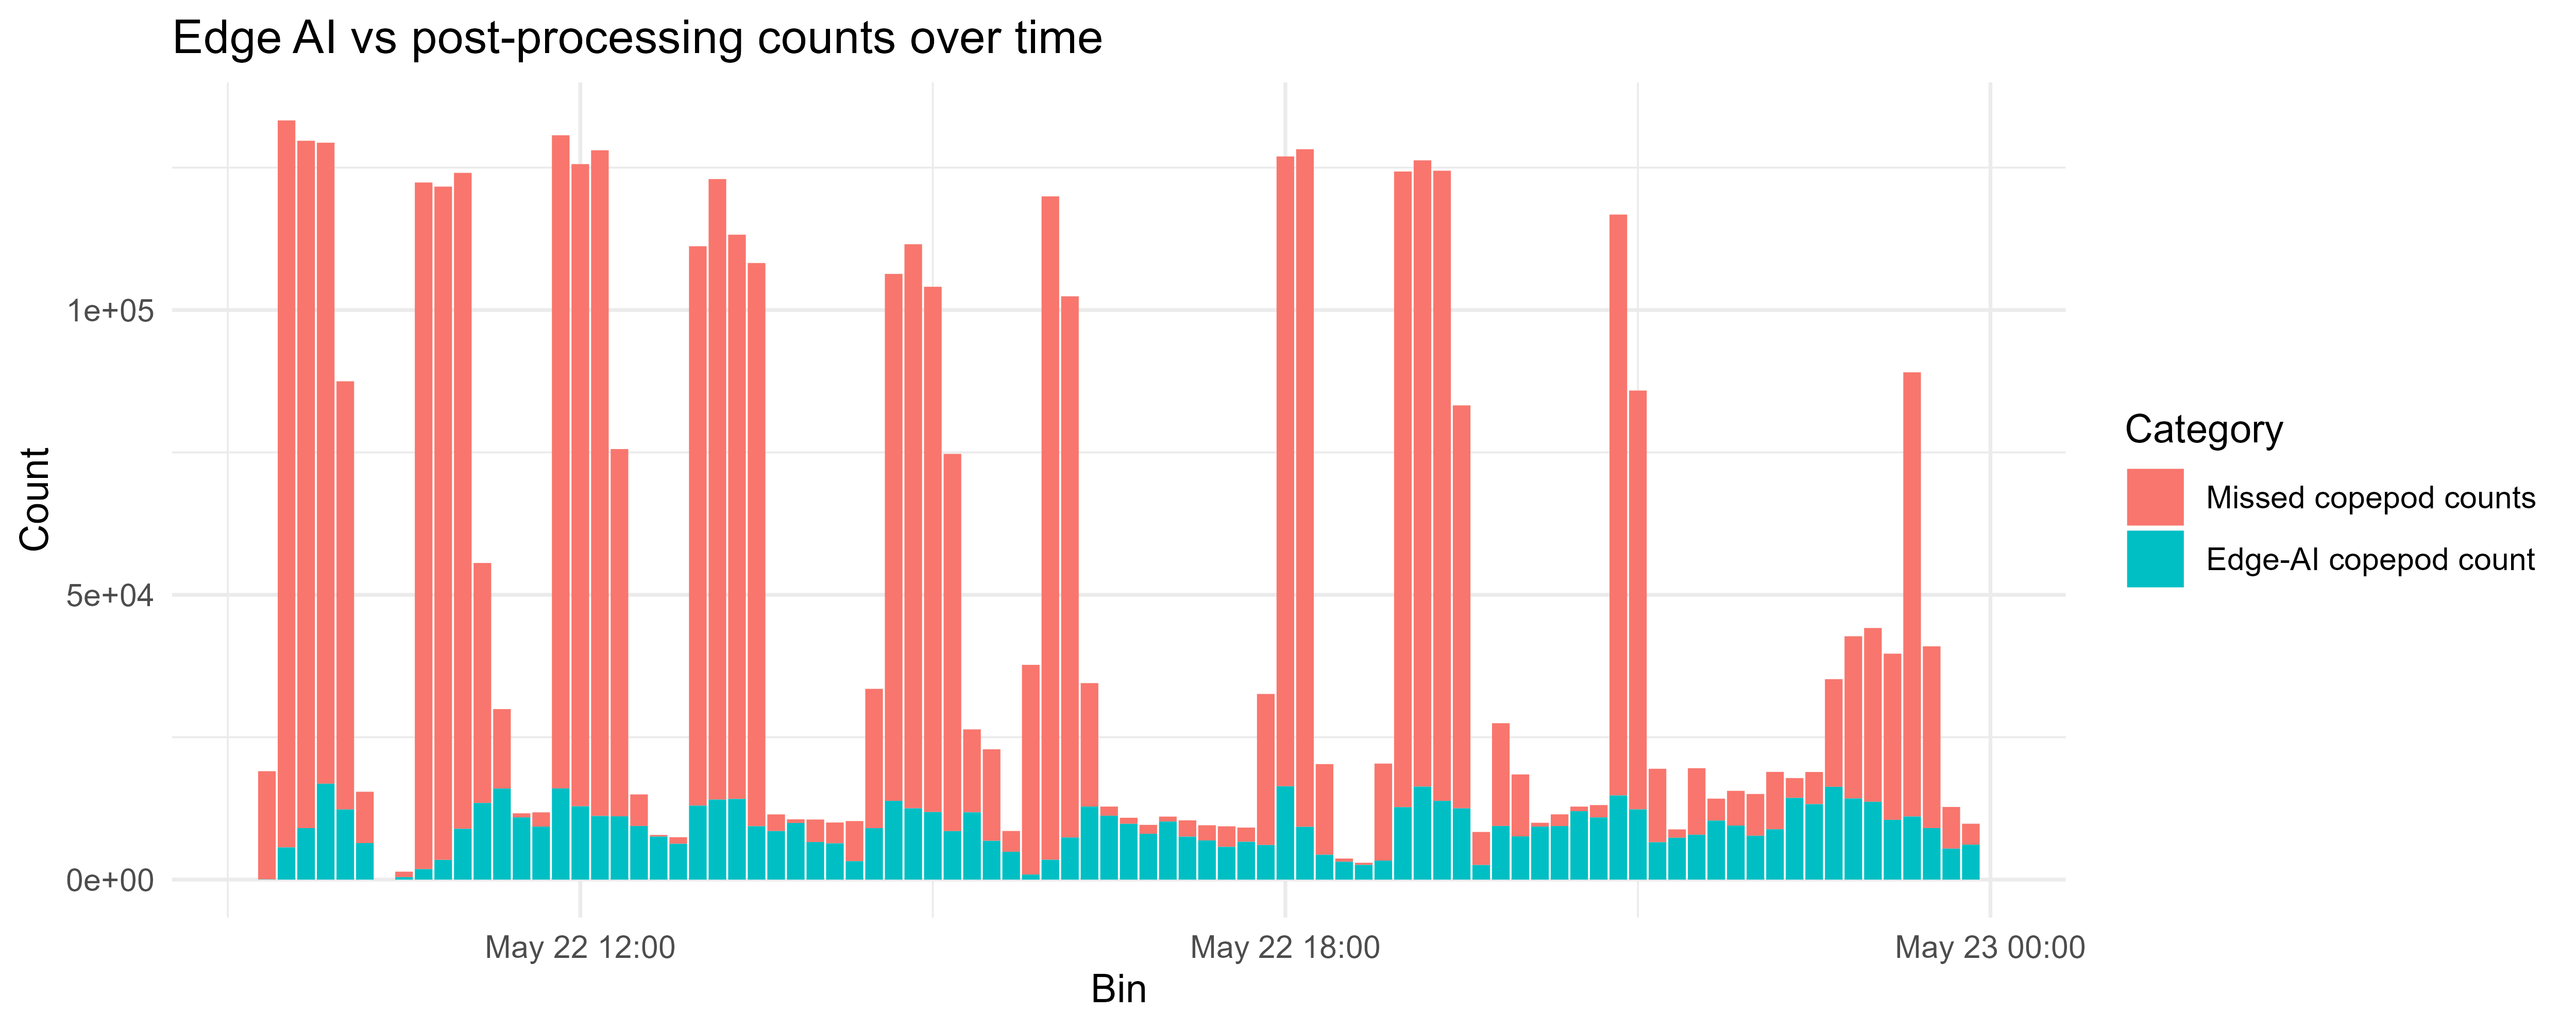 Edge AI vs post-processing counts over time
Count
1e+05
5e+04
0e+00
May 22 12:00
May 22 18:00
May 23 00:00
Bin
Category
Missed copepod counts
Edge-AI copepod count